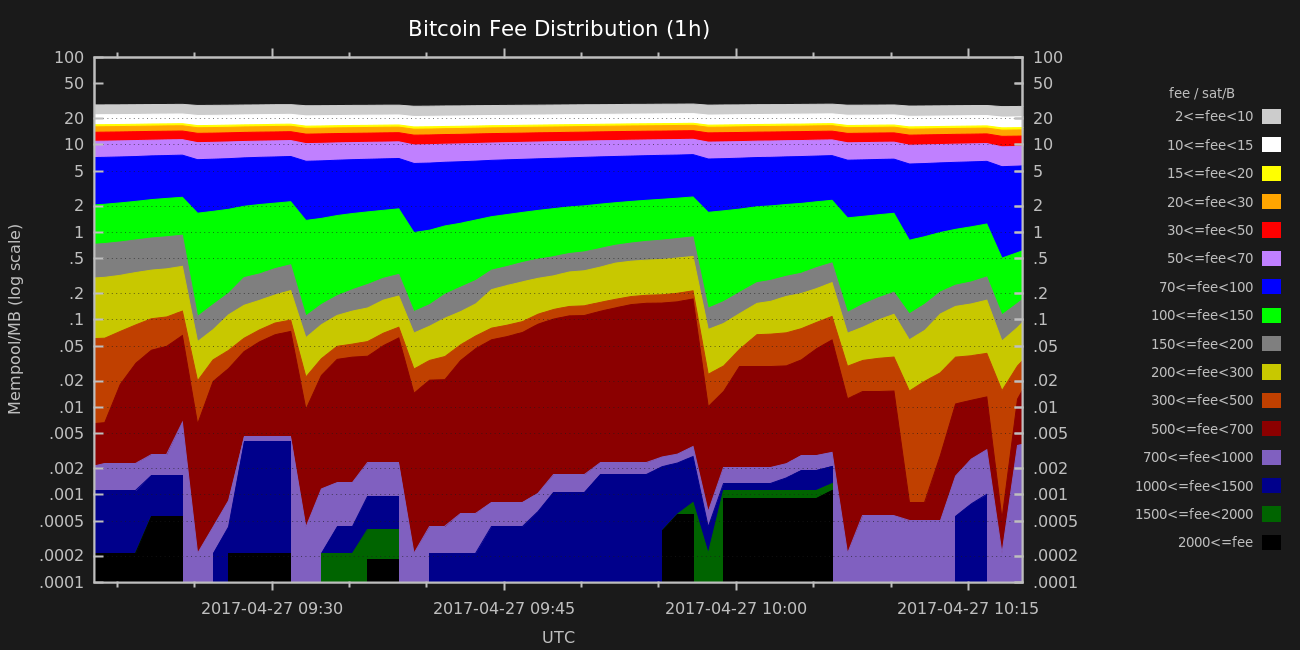 Bitcoin Fee Distribution (1h)
Mempool/MB (log scale)
100
50
20
10
5
2
1
.5
.2
.1
.05
.02
.01
.005
.002
.001
.0005
.0002
.0001
100
50
20
10
5
2
1
.5
.2
.1
.05
.02
.01
.005
.002
.001
.0005
.0002
.0001
2017-04-27 09:30
2017-04-27 09:45
2017-04-27 10:00
2017-04-27 10:15
UTC
fee / sat/B
2<=fee<10
10<=fee<15
15<=fee<20
20<=fee<30
30<=fee<50
50<=fee<70
70<=fee<100
100<=fee<150
150<=fee<200
200<=fee<300
300<=fee<500
500<=fee<700
700<=fee<1000
1000<=fee<1500
1500<=fee<2000
2000<=fee